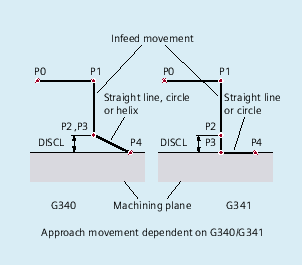 Infeed movement
P0 P1 P0 P1
Straight line, circle or helix
Straight line or circle
P2 ,P3 P2
DISCL P4 DISCL P3 P4
G340 Machining plane G341
Approach movement dependent on G340/G341